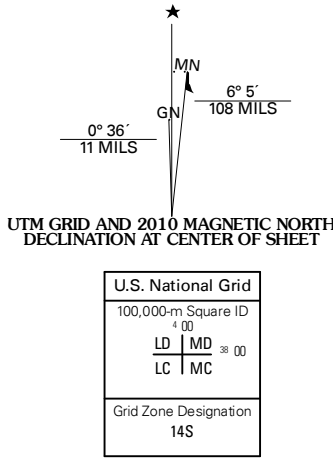 ★
MN
6° 5´
108 MILS
GN
0° 36´
11 MILS
UTM GRID AND 2010 MAGNETIC NORTH
DECLINATION AT CENTER OF SHEET
U.S. National Grid
100,000-m Square ID
4 00
LD MD 38 00
LC MC
Grid Zone Designation
14S